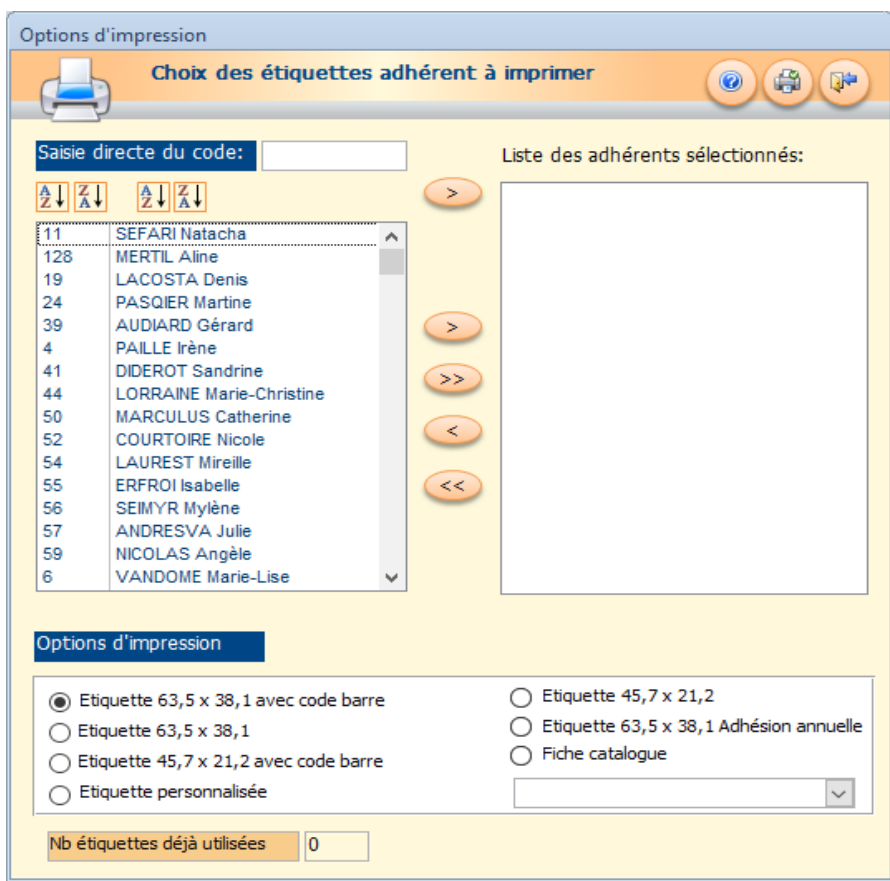 Options d'impression
Choix des étiquettes adhérent à imprimer
Saisie directe du code:
Liste des adhérents sélectionnés:
A Z Z A A Z Z A
>
11 SEFARI Natacha
128 MERTIL Aline
19 LACOSTA Denis
24 PASQIER Martine
39 AUDIARD Gérard
4 PAILLE Irène
41 DIDEROT Sandrine
44 LORRAINE Marie-Christine
50 MARCULUS Catherine
52 COURTOIRE Nicole
54 LAUREST Mireille
55 ERFROI Isabelle
56 SEIMYR Mylène
57 ANDRESVA Julie
59 NICOLAS Angèle
6 VANDOME Marie-Lise
>
>>
<
<<
Options d'impression
Etiquette 63,5 x 38,1 avec code barre
Etiquette 63,5 x 38,1
Etiquette 45,7 x 21,2 avec code barre
Etiquette personnalisée
Etiquette 45,7 x 21,2
Etiquette 63,5 x 38,1 Adhésion annuelle
Fiche catalogue
Nb étiquettes déjà utilisées 0